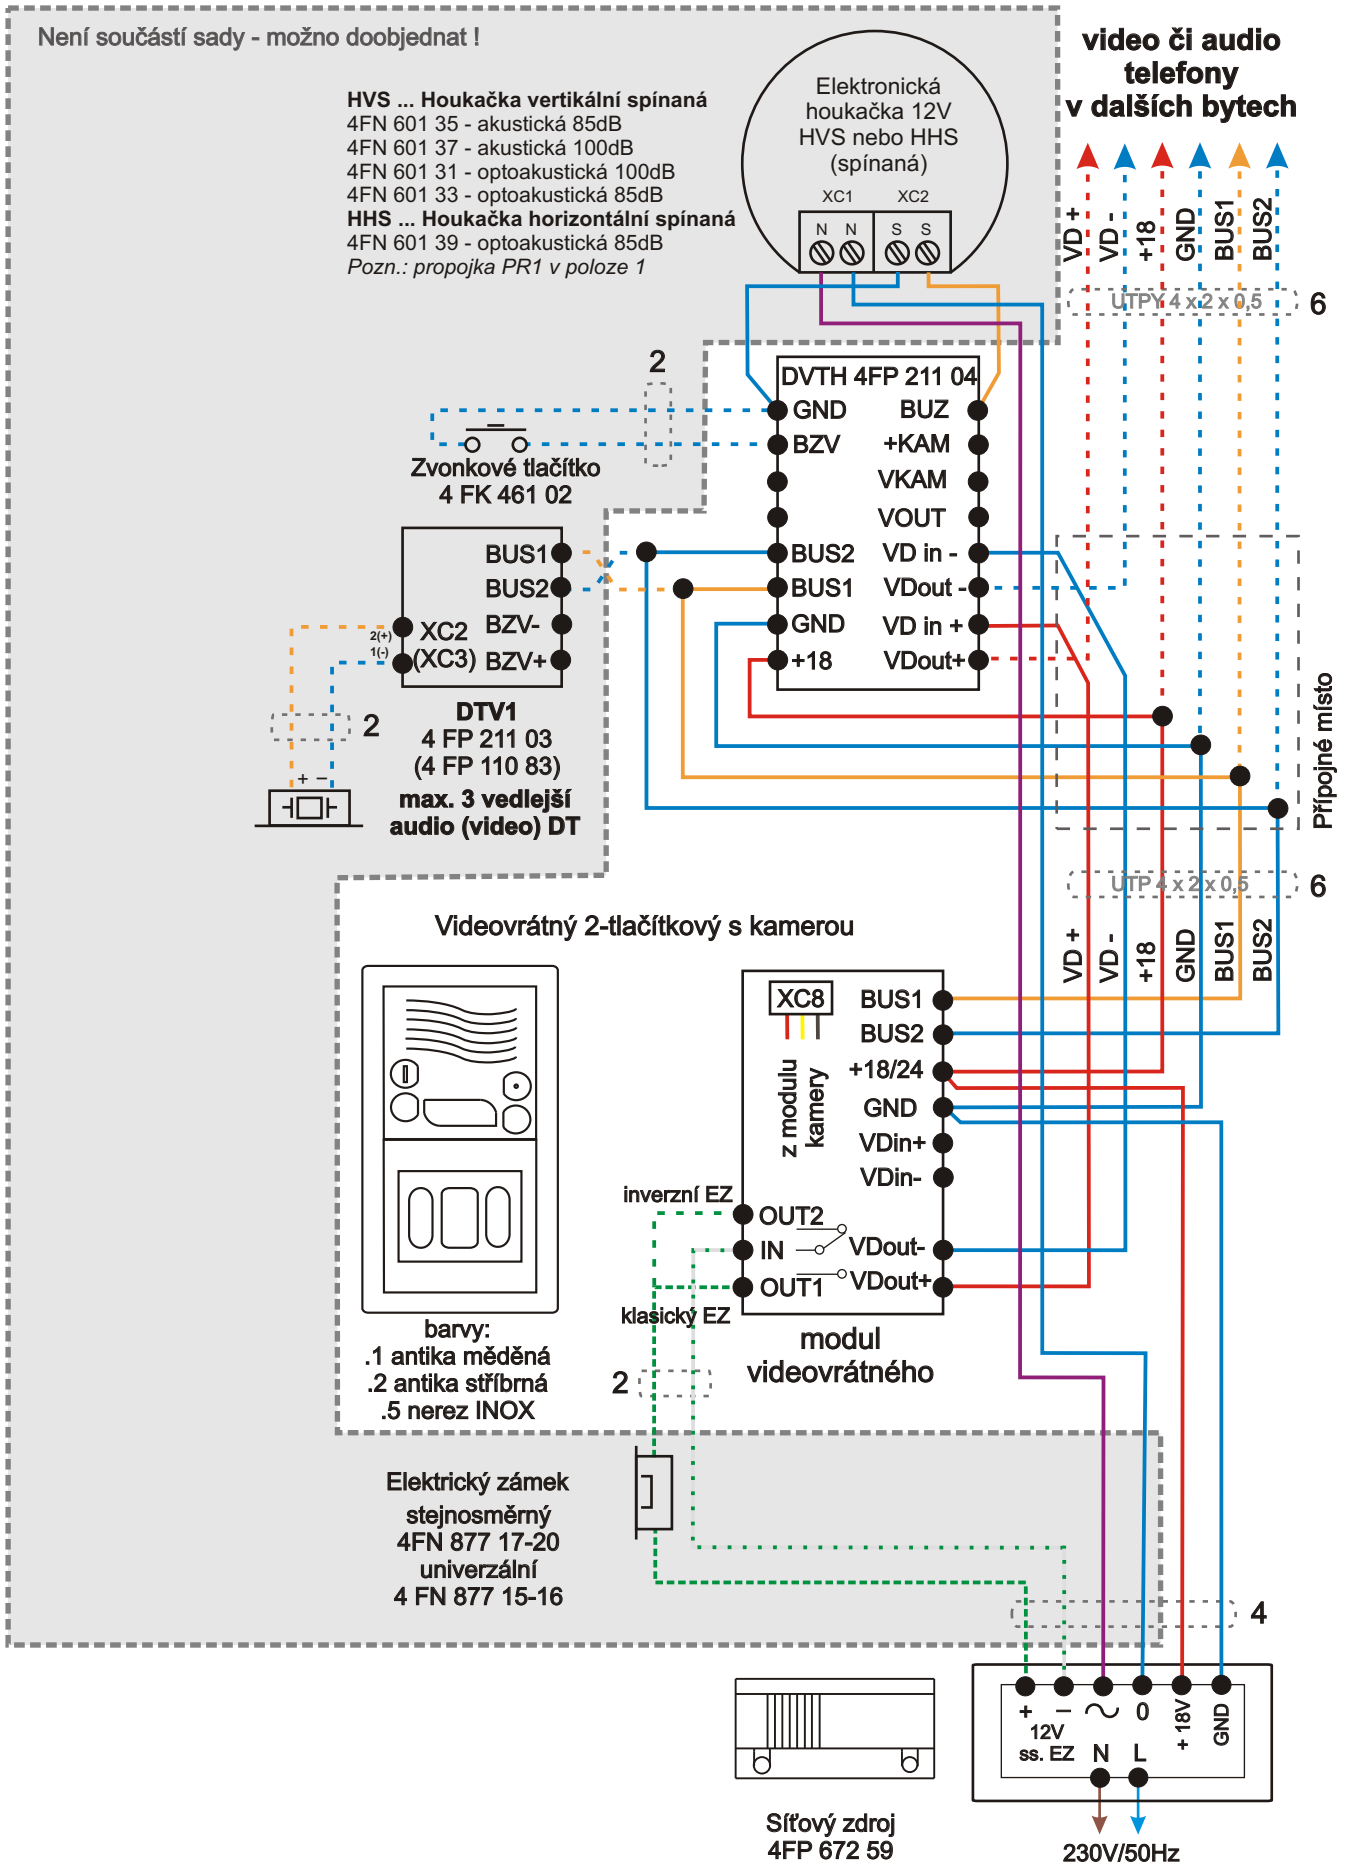 Není součástí sady - možno doobjednat !
HVS ... Houkačka vertikální spínaná
4FN 601 35 - akustická 85dB
4FN 601 37 - akustická 100dB
4FN 601 31 - optoakustická 100dB
4FN 601 33 - optoakustická 85dB
HHS ... Houkačka horizontální spínaná
4FN 601 39 - optoakustická 85dB
Pozn.: propojka PR1 v poloze 1
Elektronická
houkačka 12V
HVS nebo HHS
(spínaná)
XC1 XC2
N N S S
video či audio
telefony
v dalších bytech
VD +
VD -
+18
GND
BUS1
BUS2
UTPY 4 x 2 x 0,5
6
2
DVTH 4FP 211 04
GND BUZ
BZV +KAM
VKAM
VOUT
BUS2 VD in -
BUS1 VDout -
GND VD in +
+18 VDout+
Zvonkové tlačítko
4 FK 461 02
BUS1
BUS2
XC2 BZV-
(XC3) BZV+
2(+)
1(-)
2
+ −
DTV1
4 FP 211 03
(4 FP 110 83)
max. 3 vedlejší
audio (video) DT
Přípojné místo
UTP 4 x 2 x 0,5
6
VD +
VD -
+18
GND
BUS1
BUS2
Videovrátný 2-tlačítkový s kamerou
XC8
z modulu
kamery
BUS1
BUS2
+18/24
GND
VDin+
VDin-
OUT2
IN VDout-
OUT1 VDout+
inverzní EZ
klasický EZ
modul
videovrátného
barvy:
.1 antika měděná
.2 antika stříbrná
.5 nerez INOX
2
Elektrický zámek
stejnosměrný
4FN 877 17-20
univerzální
4 FN 877 15-16
4
+ − 0
+ 18V
GND
12V
ss. EZ N L
Síťový zdroj
4FP 672 59
230V/50Hz